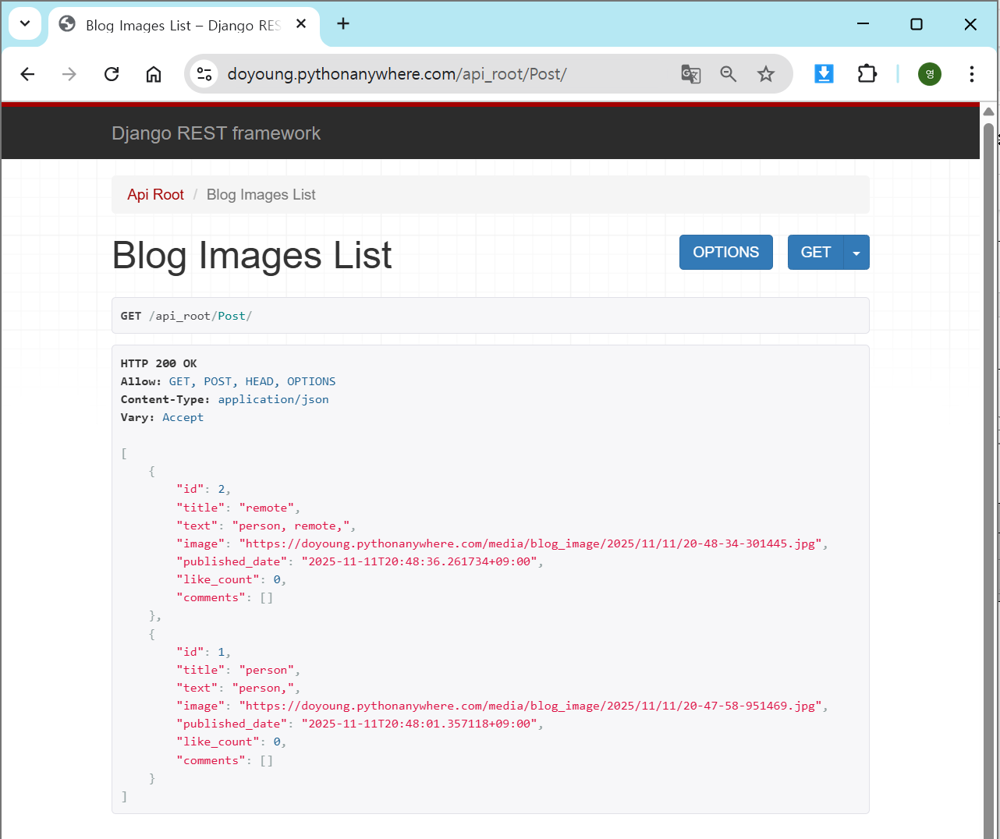 Blog Images List – Django RES
doyoung.pythonanywhere.com/api_root/Post/
영
Django REST framework
Api Root / Blog Images List
Blog Images List
OPTIONS
GET
GET /api_root/Post/
HTTP 200 OK
Allow: GET, POST, HEAD, OPTIONS
Content-Type: application/json
Vary: Accept
[
    {
        "id": 2,
        "title": "remote",
        "text": "person, remote,",
        "image": "https://doyoung.pythonanywhere.com/media/blog_image/2025/11/11/20-48-34-301445.jpg",
        "published_date": "2025-11-11T20:48:36.261734+09:00",
        "like_count": 0,
        "comments": []
    },
    {
        "id": 1,
        "title": "person",
        "text": "person,",
        "image": "https://doyoung.pythonanywhere.com/media/blog_image/2025/11/11/20-47-58-951469.jpg",
        "published_date": "2025-11-11T20:48:01.357118+09:00",
        "like_count": 0,
        "comments": []
    }
]